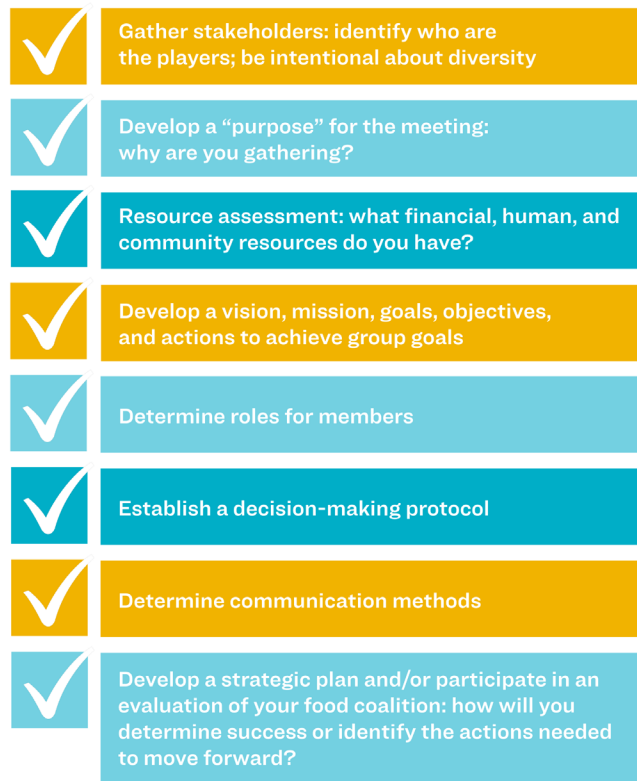 Gather stakeholders: identify who are
the players; be intentional about diversity
Develop a “purpose” for the meeting:
why are you gathering?
Resource assessment: what financial, human, and
community resources do you have?
Develop a vision, mission, goals, objectives,
and actions to achieve group goals
Determine roles for members
Establish a decision-making protocol
Determine communication methods
Develop a strategic plan and/or participate in an
evaluation of your food coalition: how will you
determine success or identify the actions needed
to move forward?